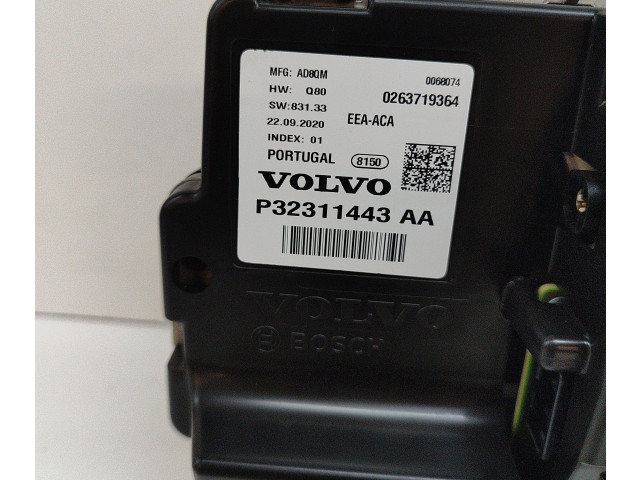 MFG: AD8QM
0068074
HW: Q80
0263719364
SW:831.33
22.09.2020 EEA-ACA
INDEX: 01
PORTUGAL 8150
VOLVO
P32311443 AA
VOLVO
BOSCH